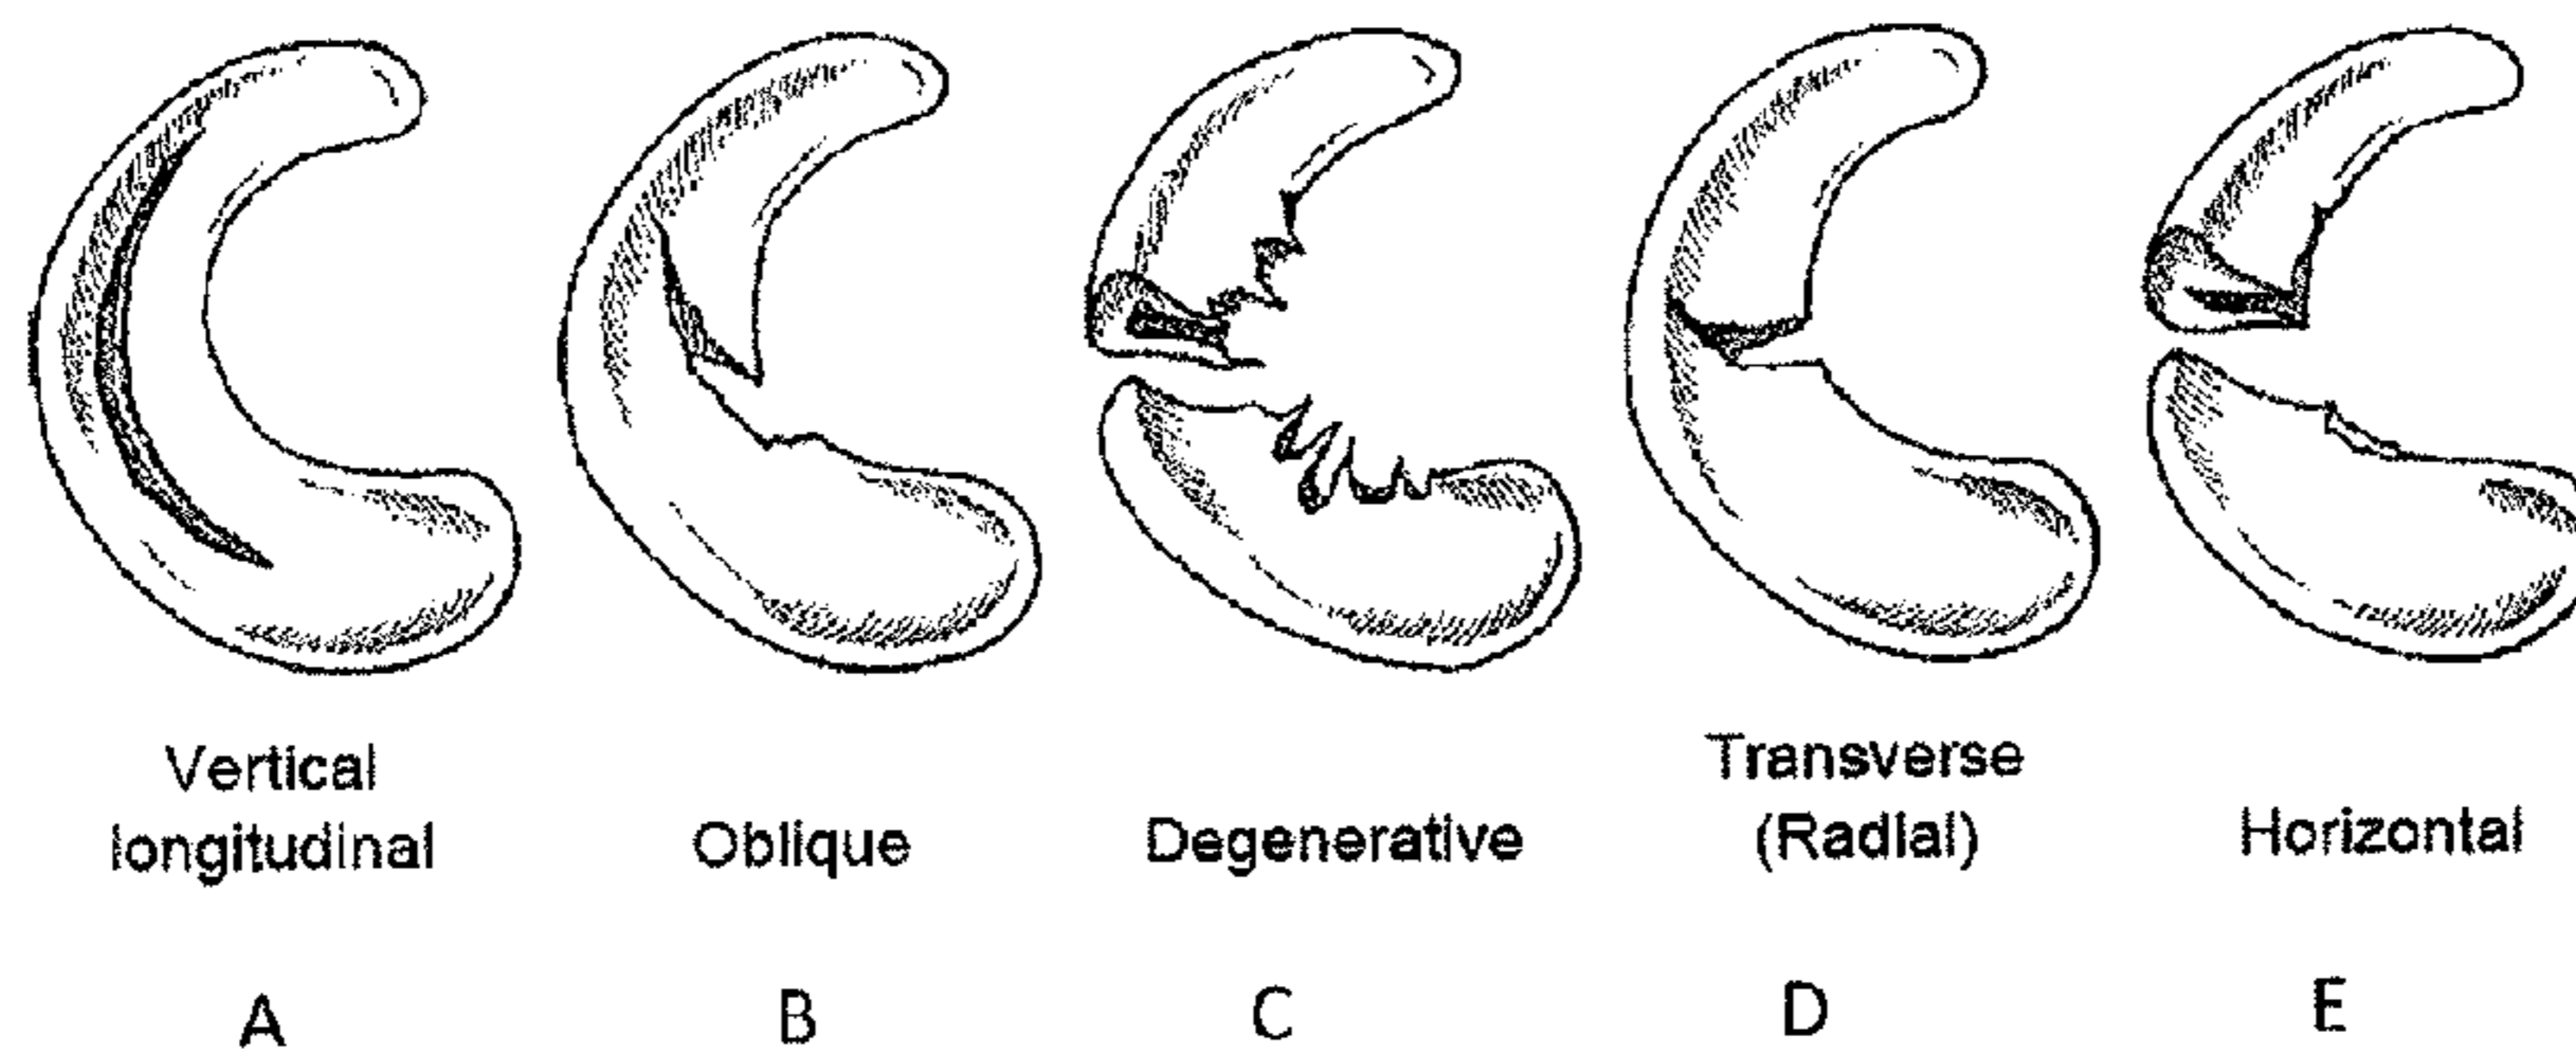 Vertical
longitudinal
Oblique
Degenerative
Transverse
(Radial)
Horizontal
A
B
C
D
E